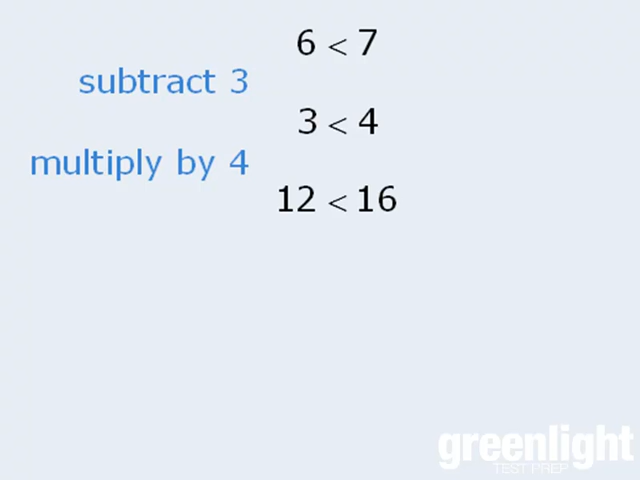 6 < 7
subtract 3
3 < 4
multiply by 4
12 < 16
greenlight
TEST PREP